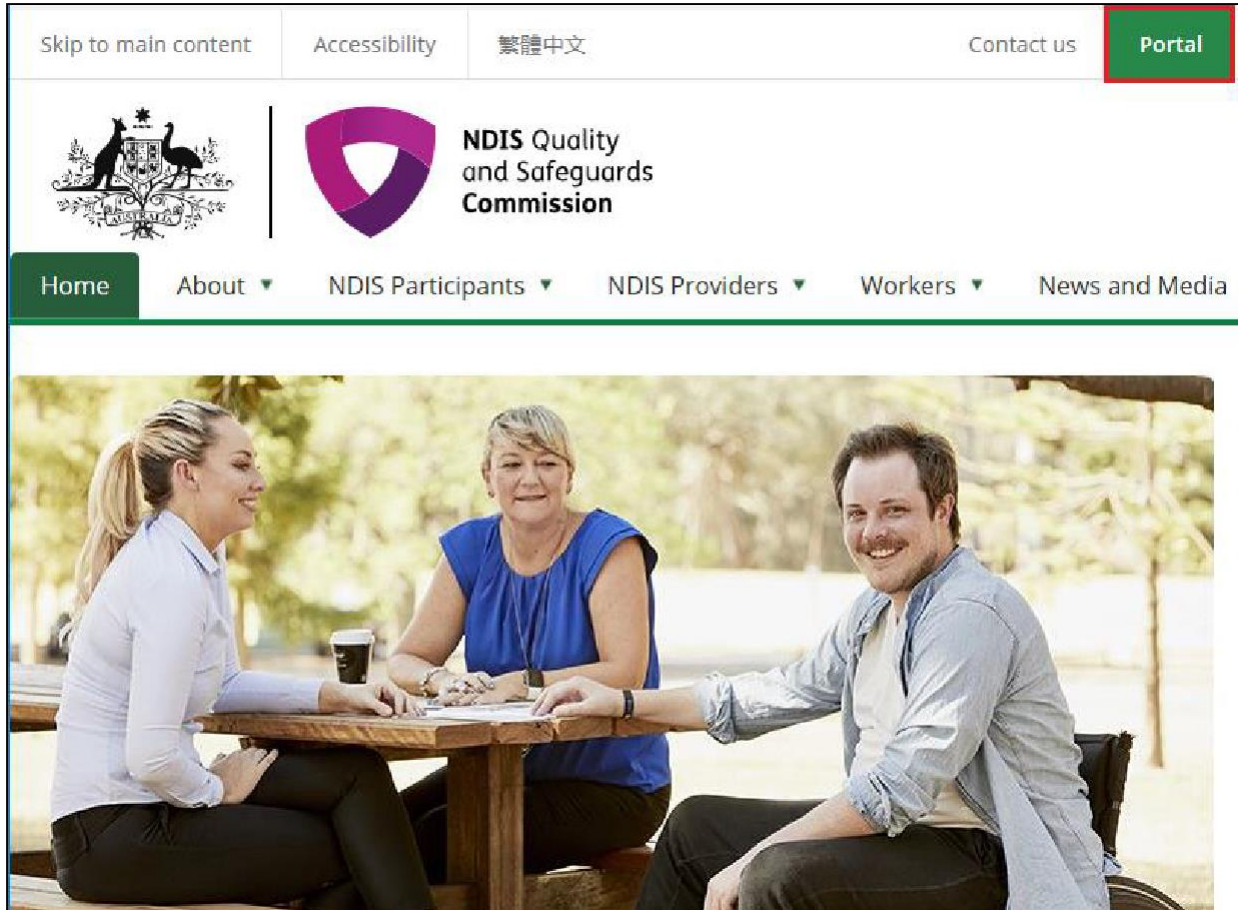 Skip to main content
Accessibility
繁體中文
Contact us
Portal
AUSTRALIA
NDIS Quality
and Safeguards
Commission
Home
About
NDIS Participants
NDIS Providers
Workers
News and Media